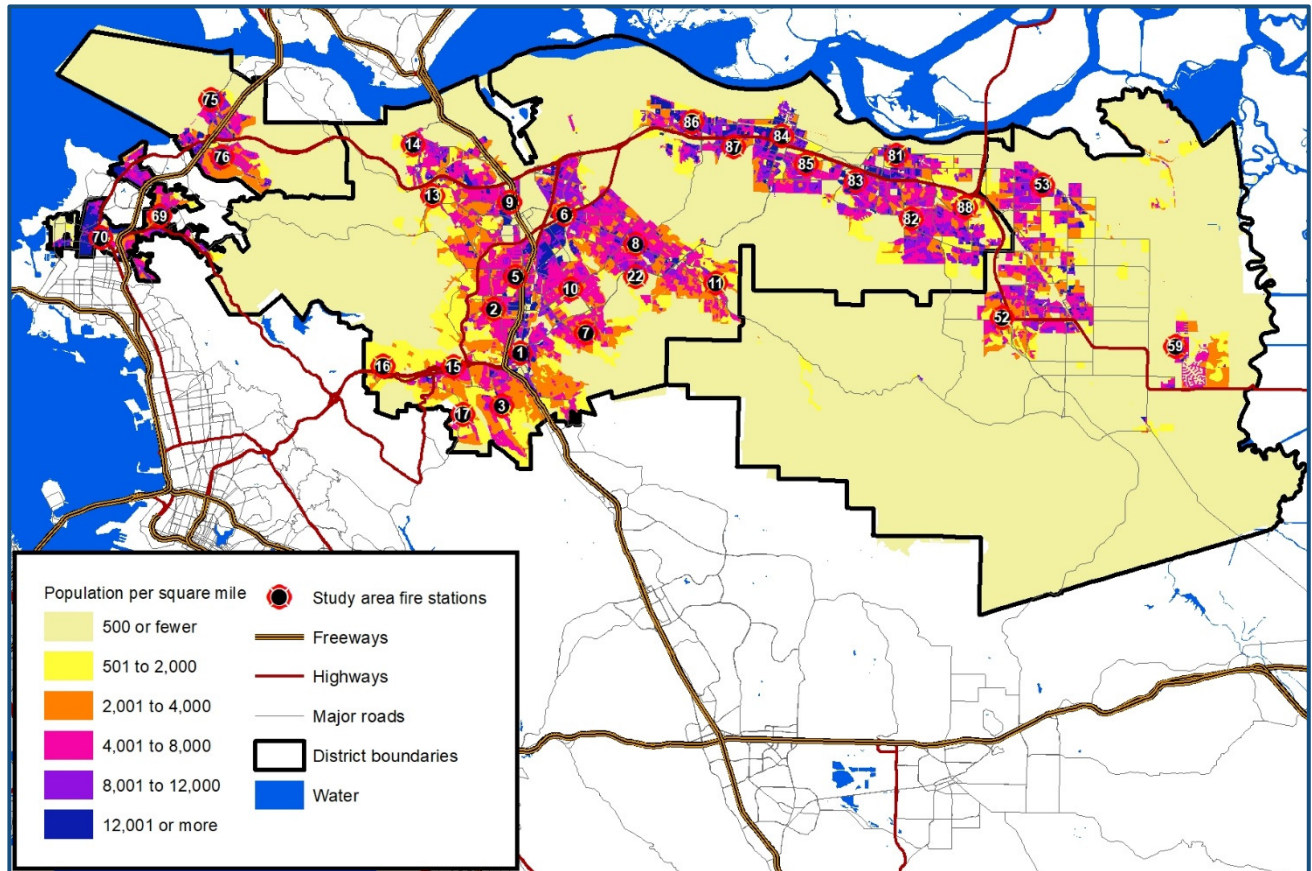 75
14
76
86
84
87
81
85
83
53
13
9
69
6
82
88
70
8
5
22
11
10
2
52
7
59
1
16
15
3
17
Population per square mile
500 or fewer
501 to 2,000
2,001 to 4,000
4,001 to 8,000
8,001 to 12,000
12,001 or more
Study area fire stations
Freeways
Highways
Major roads
District boundaries
Water